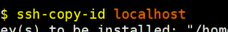 $ ssh-copy-id localhost
ey(s) to be installed: "/hom